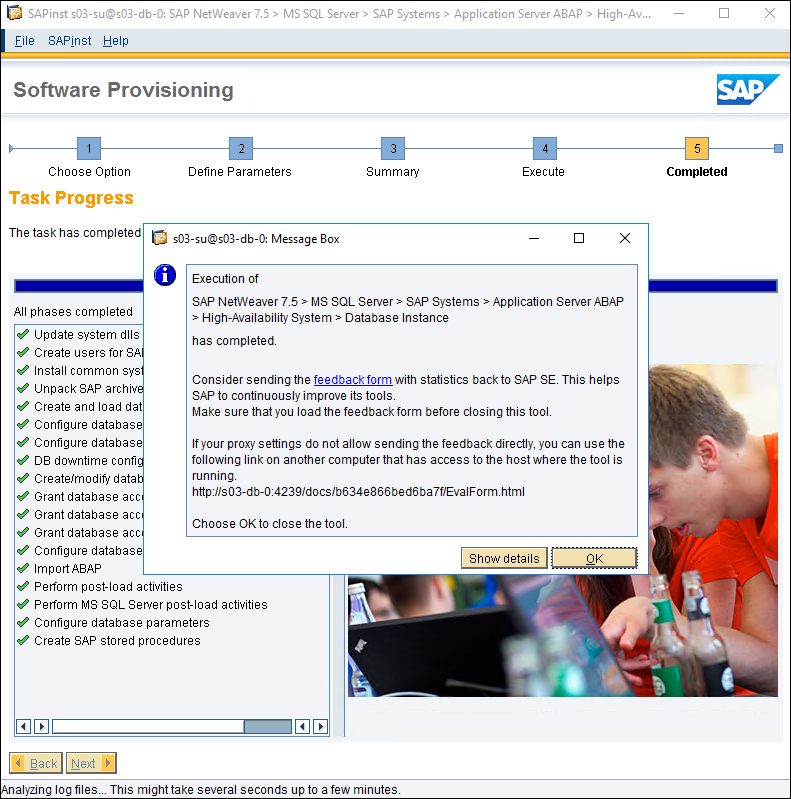 SAPinst s03-su@s03-db-0: SAP NetWeaver 7.5 > MS SQL Server > SAP Systems > Application Server ABAP > High-Av...
File SAPinst Help
Software Provisioning
SAP
1 2 3 4 5
Choose Option Define Parameters Summary Execute Completed
Task Progress
The task has completed
s03-su@s03-db-0: Message Box
Execution of
SAP NetWeaver 7.5 > MS SQL Server > SAP Systems > Application Server ABAP
> High-Availability System > Database Instance
has completed.
Consider sending the feedback form with statistics back to SAP SE. This helps
SAP to continuously improve its tools.
Make sure that you load the feedback form before closing this tool.
If your proxy settings do not allow sending the feedback directly, you can use the
following link on another computer that has access to the host where the tool is
running.
http://s03-db-0:4239/docs/b634e866bed6ba7f/EvalForm.html
Choose OK to close the tool.
Show details OK
All phases completed
Update system dlls
Create users for SA
Install common sys
Unpack SAP archive
Create and load dat
Configure database
Configure database
DB downtime config
Create/modify datab
Grant database acc
Grant database acc
Grant database acc
Configure database
Import ABAP
Perform post-load activities
Perform MS SQL Server post-load activities
Configure database parameters
Create SAP stored procedures
Back Next
Analyzing log files... This might take several seconds up to a few minutes.